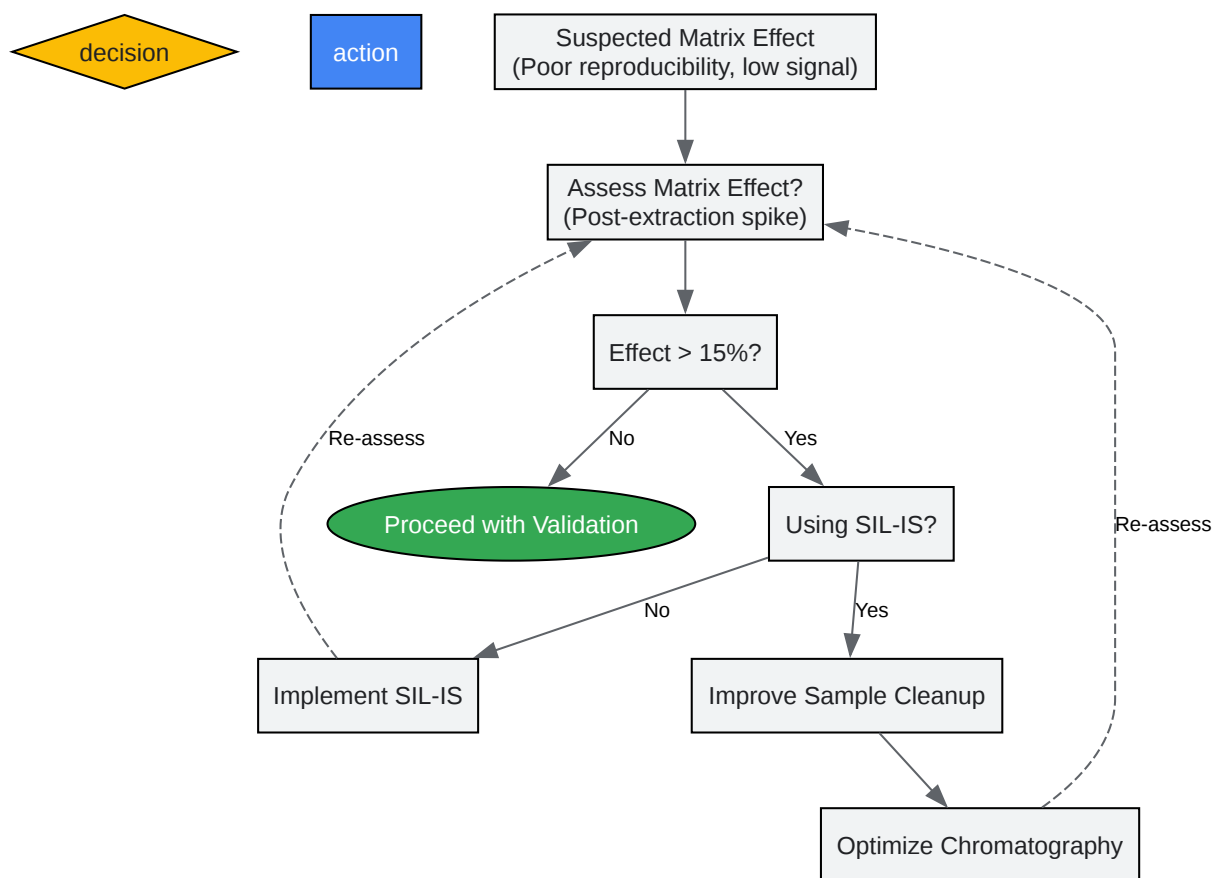 decision
action
Suspected Matrix Effect
(Poor reproducibility, low signal)
Assess Matrix Effect?
(Post-extraction spike)
Effect > 15%?
Re-assess
No
Yes
Proceed with Validation
Using SIL-IS?
Re-assess
No
Yes
Implement SIL-IS
Improve Sample Cleanup
Optimize Chromatography